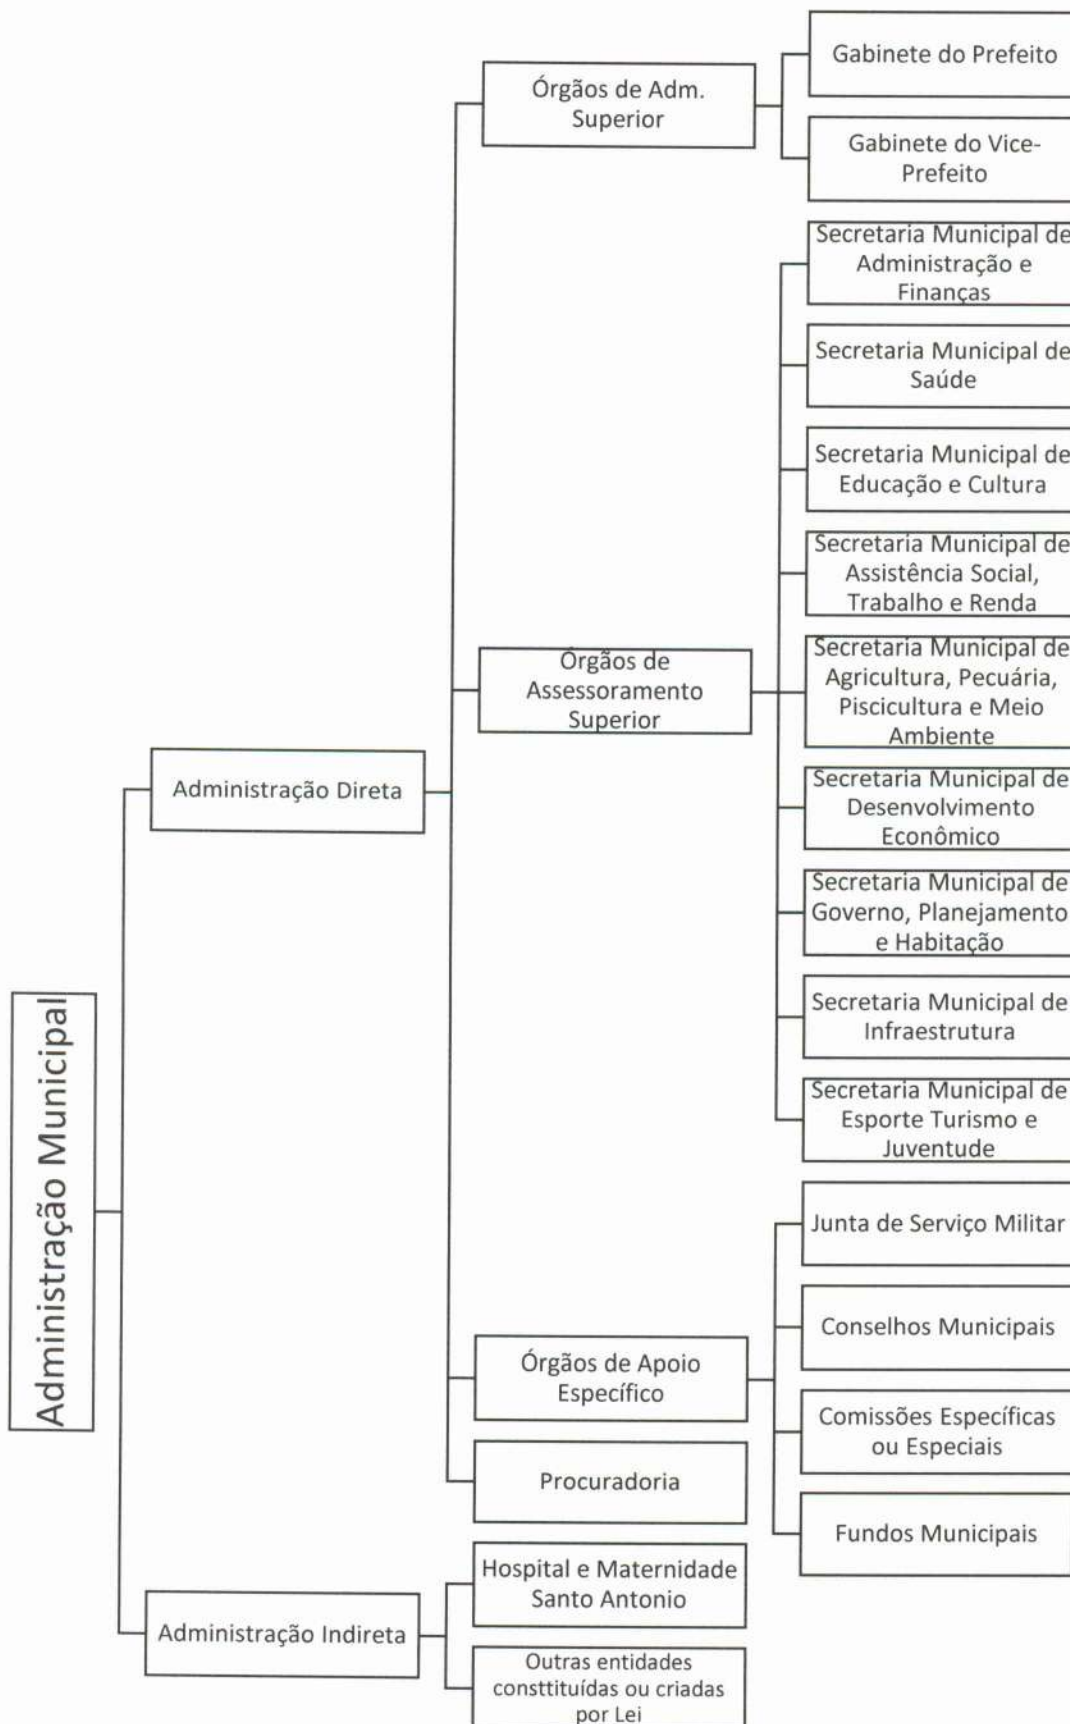 Administração Municipal
Administração Direta
Órgãos de Adm.
Superior
Gabinete do Prefeito
Gabinete do Vice-
Prefeito
Órgãos de
Assessoramento
Superior
Secretaria Municipal de
Administração e
Finanças
Secretaria Municipal de
Saúde
Secretaria Municipal de
Educação e Cultura
Secretaria Municipal de
Assistência Social,
Trabalho e Renda
Secretaria Municipal de
Agricultura, Pecuária,
Piscicultura e Meio
Ambiente
Secretaria Municipal de
Desenvolvimento
Econômico
Secretaria Municipal de
Governo, Planejamento
e Habitação
Secretaria Municipal de
Infraestrutura
Secretaria Municipal de
Esporte Turismo e
Juventude
Órgãos de Apoio
Específico
Junta de Serviço Militar
Conselhos Municipais
Comissões Específicas
ou Especiais
Fundos Municipais
Procuradoria
Administração Indireta
Hospital e Maternidade
Santo Antonio
Outras entidades
consttituídas ou criadas
por Lei